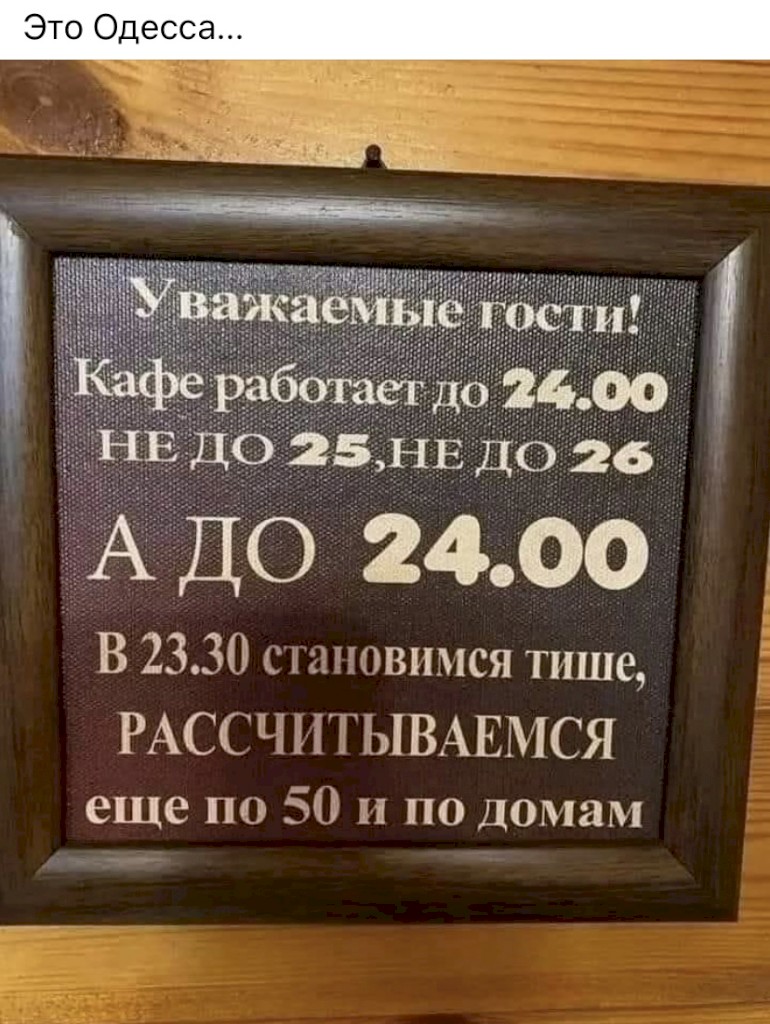 Это Одесса...
Уважаемые гости!
Кафе работает до 24.00
НЕ ДО 25,НЕ ДО 26
А ДО 24.00
В 23.30 становимся тише,
РАССЧИТЫВАЕМСЯ
еще по 50 и по домам